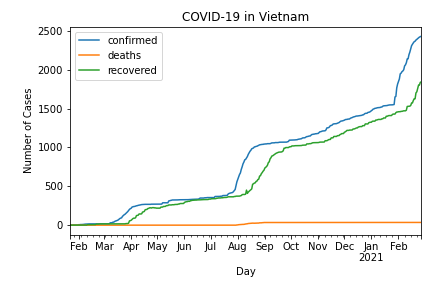 COVID-19 in Vietnam
confirmed
deaths
recovered
Number of Cases
2500
2000
1500
1000
500
0
Feb Mar Apr May Jun Jul Aug Sep Oct Nov Dec Jan Feb
2021
Day